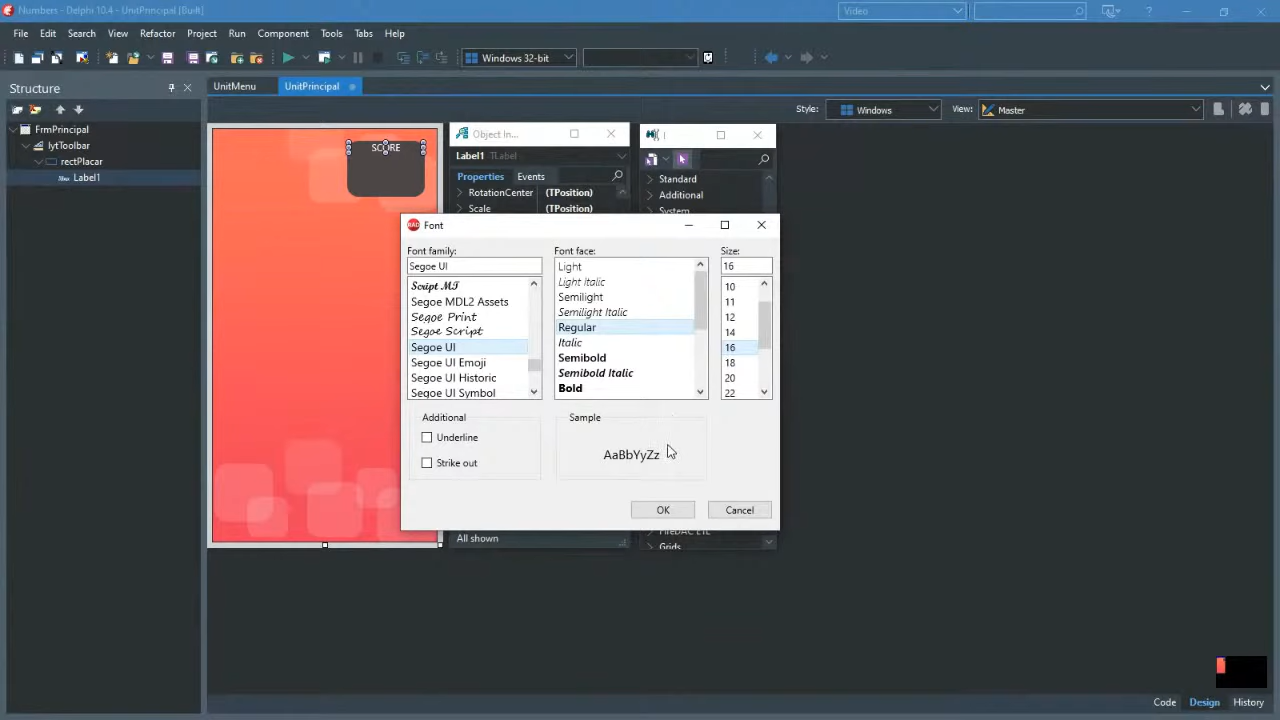 Numbers - Delphi 10.4 - UnitPrincipal [Built]
Video
File Edit Search View Refactor Project Run Component Tools Tabs Help
Windows 32-bit
Structure
UnitMenu UnitPrincipal
Style: Windows View: Master
FrmPrincipal
lytToolbar
rectPlacar
Label1
SCORE
Object In...
Label1 TLabel
Properties Events
RotationCenter (TPosition)
Scale (TPosition)
Standard
Additional
System
Font
Font family: Font face: Size:
Segoe UI
16
Script MT
Segoe MDL2 Assets
Segoe Print
Segoe Script
Segoe UI
Segoe UI Emoji
Segoe UI Historic
Segoe UI Symbol
Light
Light Italic
Semilight
Semilight Italic
Regular
Italic
Semibold
Semibold Italic
Bold
10
11
12
14
16
18
20
22
Additional
Underline
Strike out
Sample
AaBbYyZz
OK Cancel
All shown
FireDAC ETL
Grids
Code Design History